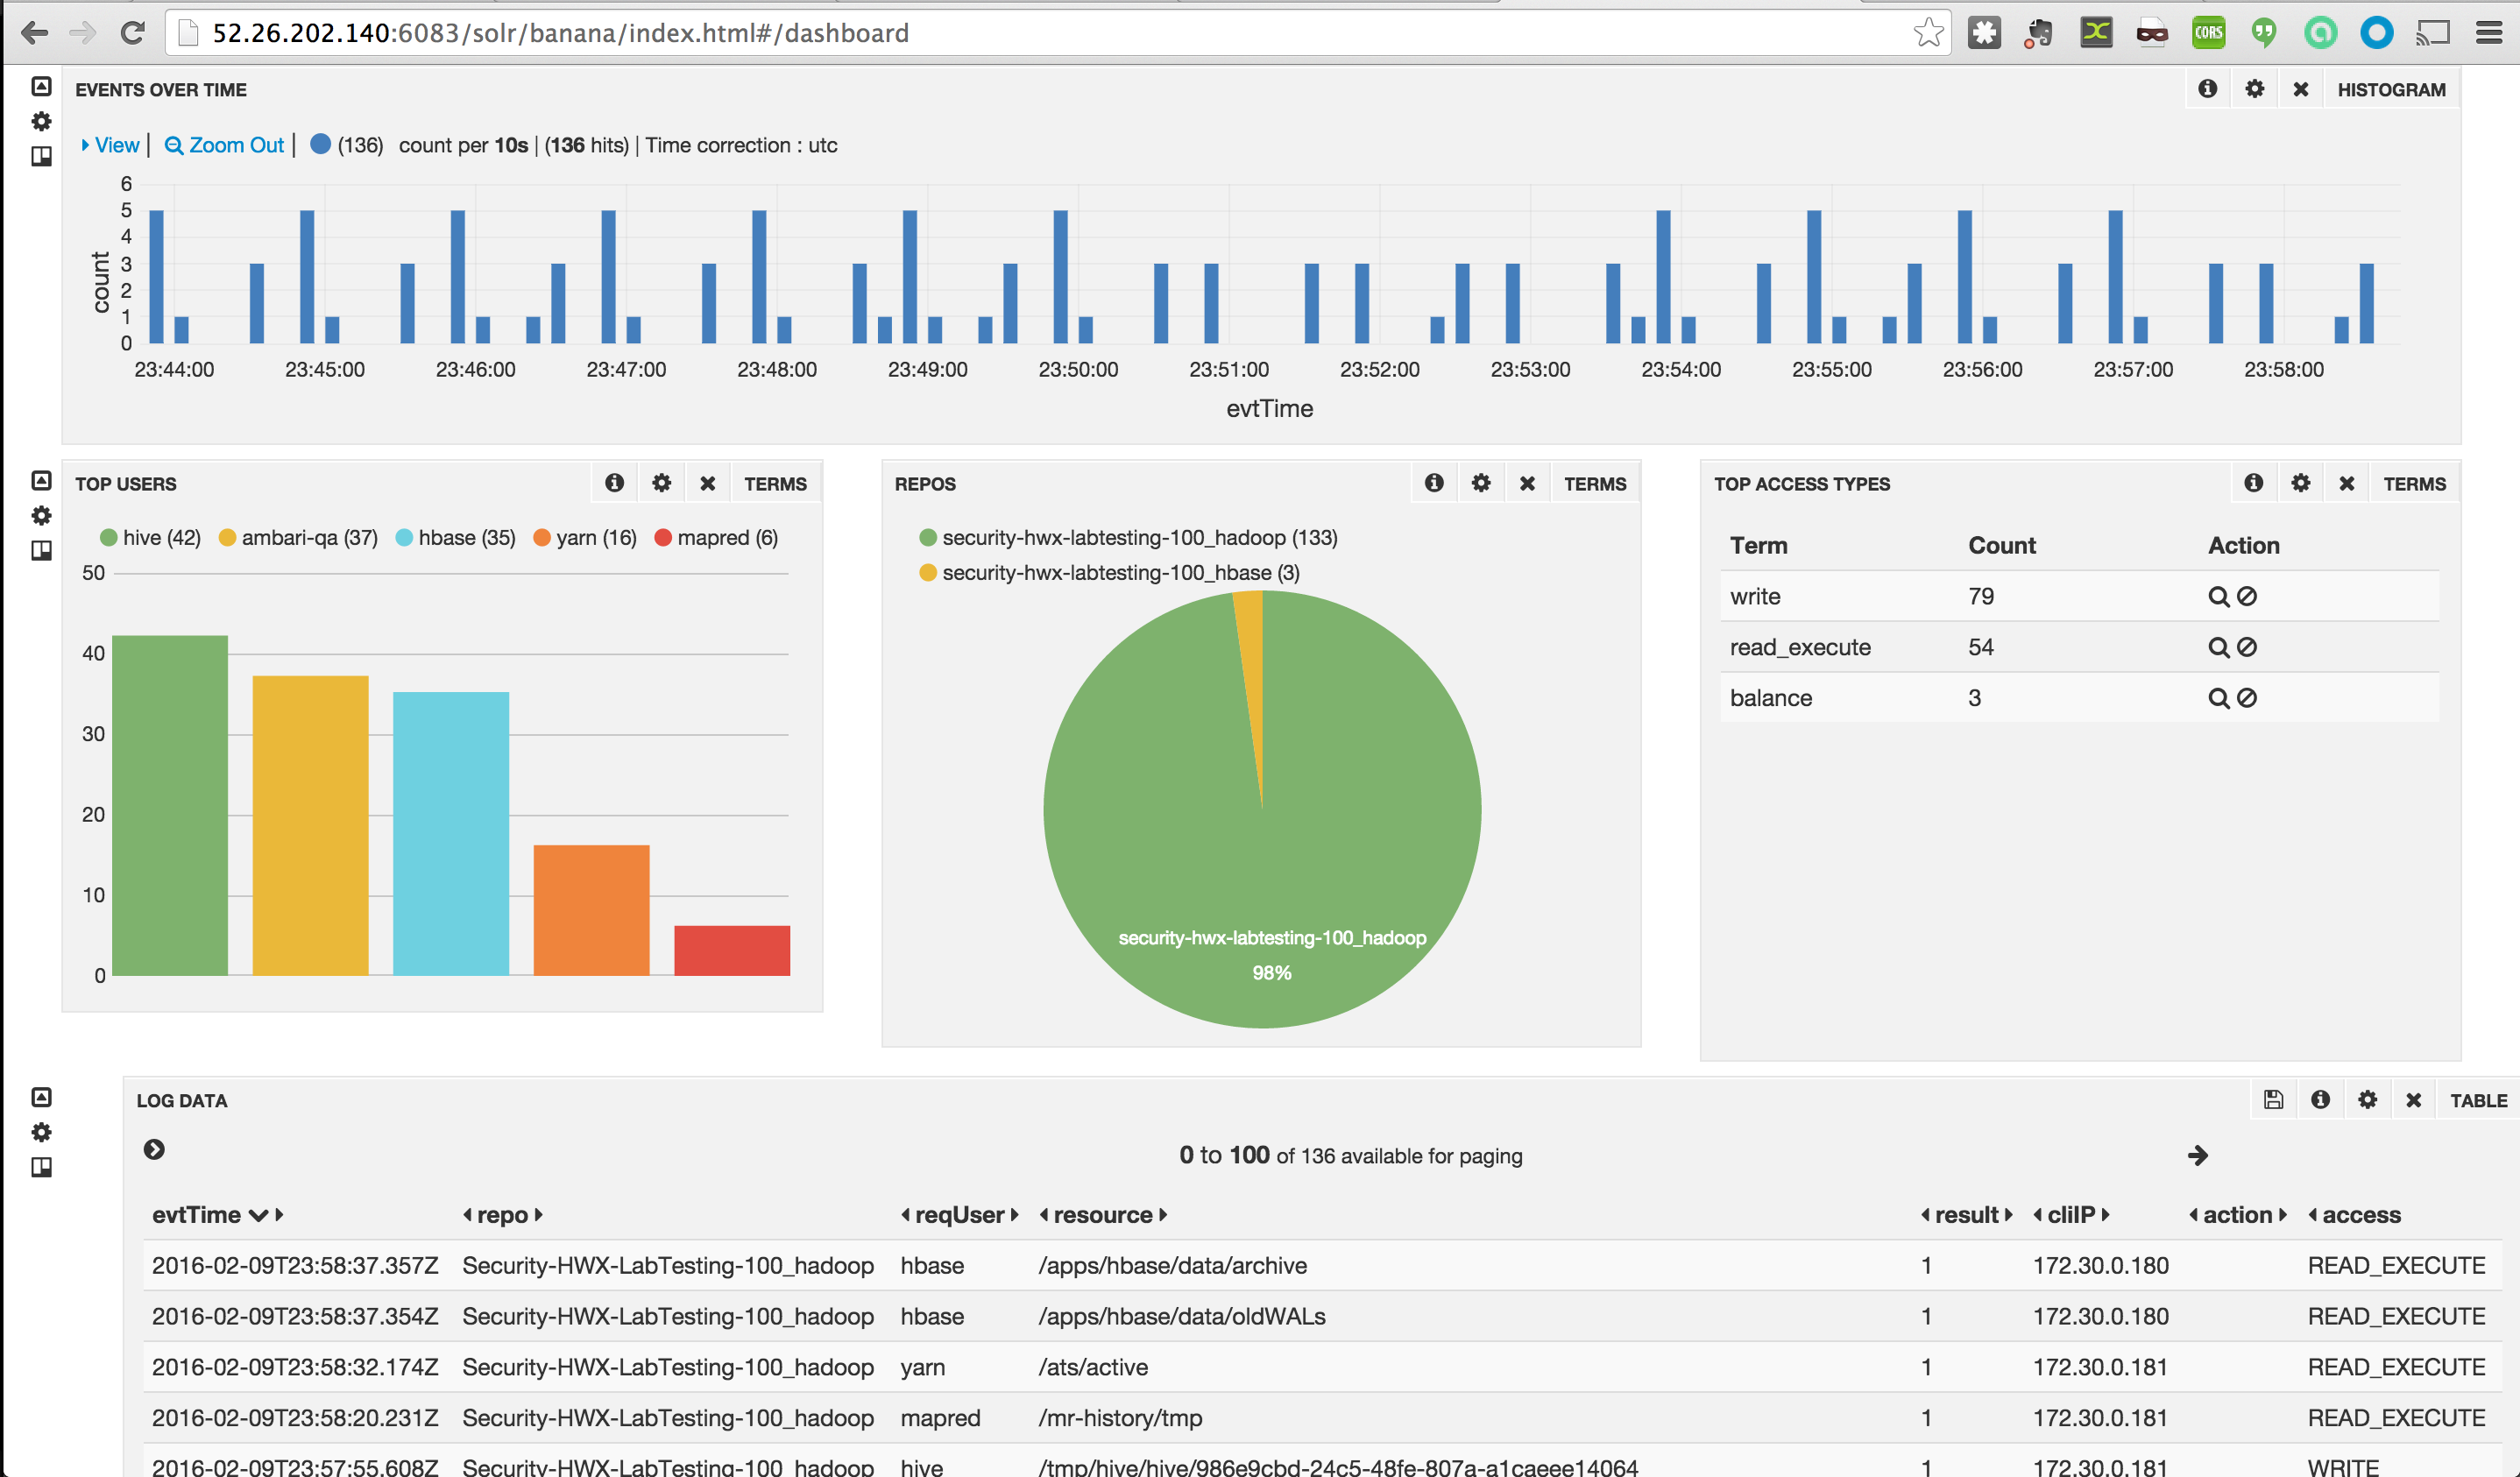 52.26.202.140:6083/solr/banana/index.html#/dashboard
CORS
EVENTS OVER TIME
HISTOGRAM
View | Zoom Out | (136) count per 10s | (136 hits) | Time correction : utc
6
5
4
3
2
1
0
count
23:44:00 23:45:00 23:46:00 23:47:00 23:48:00 23:49:00 23:50:00 23:51:00 23:52:00 23:53:00 23:54:00 23:55:00 23:56:00 23:57:00 23:58:00
evtTime
TOP USERS
TERMS
hive (42) ambari-qa (37) hbase (35) yarn (16) mapred (6)
50
40
30
20
10
0
REPOS
TERMS
security-hwx-labtesting-100_hadoop (133)
security-hwx-labtesting-100_hbase (3)
security-hwx-labtesting-100_hadoop
98%
TOP ACCESS TYPES
TERMS
Term Count Action
write 79
read_execute 54
balance 3
LOG DATA
TABLE
0 to 100 of 136 available for paging
evtTime repo reqUser resource result cliIP action access
2016-02-09T23:58:37.357Z Security-HWX-LabTesting-100_hadoop hbase /apps/hbase/data/archive 1 172.30.0.180 READ_EXECUTE
2016-02-09T23:58:37.354Z Security-HWX-LabTesting-100_hadoop hbase /apps/hbase/data/oldWALs 1 172.30.0.180 READ_EXECUTE
2016-02-09T23:58:32.174Z Security-HWX-LabTesting-100_hadoop yarn /ats/active 1 172.30.0.181 READ_EXECUTE
2016-02-09T23:58:20.231Z Security-HWX-LabTesting-100_hadoop mapred /mr-history/tmp 1 172.30.0.181 READ_EXECUTE
2016-02-09T23:57:55.608Z Security-HWX-LabTesting-100_hadoop hive /tmp/hive/hive/986e9cbd-24c5-48fe-807a-a1caeee14064 1 172.30.0.181 WRITE